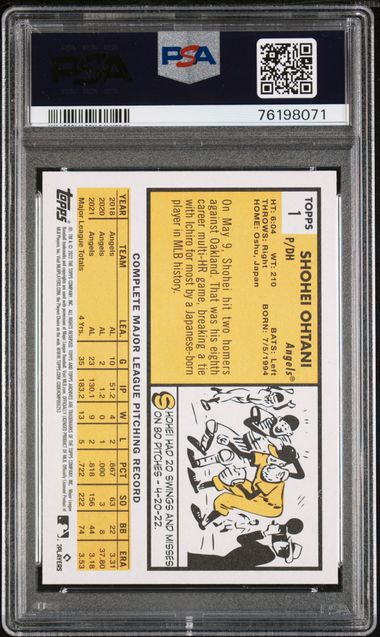 PSA
PSA
76198071
TOPPS
1
SHOHEI OHTANI
P/DH
Angels®
HT: 6:04 WT: 210 BATS: Left
THROWS: Right BORN: 7/5/1994
HOME: Oshu, Japan
On May 9, Shohei hit two homers
against Oakland. That was his eighth
career multi-HR game, breaking a tie
with Ichiro for most by a Japanese-born
player in MLB history.
SHOHEI HAD 20 SWINGS AND MISSES
ON 80 PITCHES - 4-20-22.
COMPLETE MAJOR LEAGUE PITCHING RECORD
YEAR TEAM LEA G IP W L PCT SO BB ERA
2018 Angels AL 10 51.2 4 2 .667 63 22 3.31
2020 Angels AL 2 1.2 0 1 .000 3 8 37.80
2021 Angels AL 23 130.1 9 2 .818 156 44 3.18
Major League Totals 4 Yrs. 35 183.2 13 5 .722 222 74 3.53
topps
PLAYERS